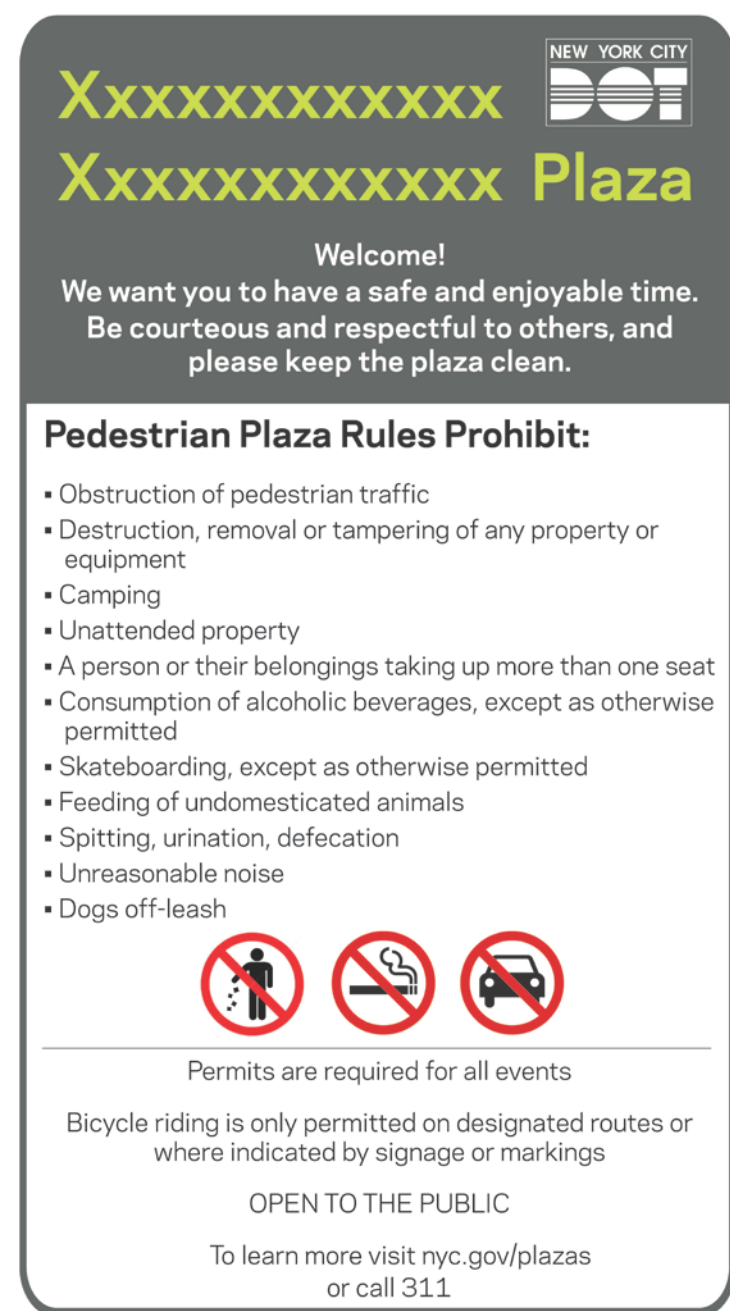 NEW YORK CITY
DOT
Xxxxxxxxxxxxx
Xxxxxxxxxxxxx Plaza
Welcome!
We want you to have a safe and enjoyable time.
Be courteous and respectful to others, and
please keep the plaza clean.
Pedestrian Plaza Rules Prohibit:
▪ Obstruction of pedestrian traffic
▪ Destruction, removal or tampering of any property or
equipment
▪ Camping
▪ Unattended property
▪ A person or their belongings taking up more than one seat
▪ Consumption of alcoholic beverages, except as otherwise
permitted
▪ Skateboarding, except as otherwise permitted
▪ Feeding of undomesticated animals
▪ Spitting, urination, defecation
▪ Unreasonable noise
▪ Dogs off-leash
Permits are required for all events
Bicycle riding is only permitted on designated routes or
where indicated by signage or markings
OPEN TO THE PUBLIC
To learn more visit nyc.gov/plazas
or call 311